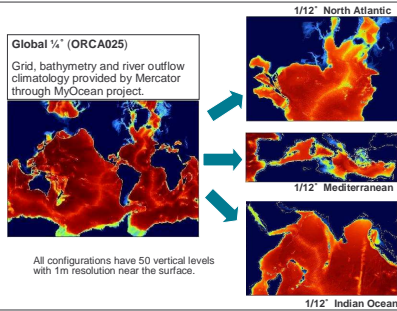 1/12˚ North Atlantic
Global ¼˚ (ORCA025)
Grid, bathymetry and river outflow
climatology provided by Mercator
through MyOcean project.
1/12˚ Mediterranean
All configurations have 50 vertical levels
with 1m resolution near the surface.
1/12˚ Indian Ocean